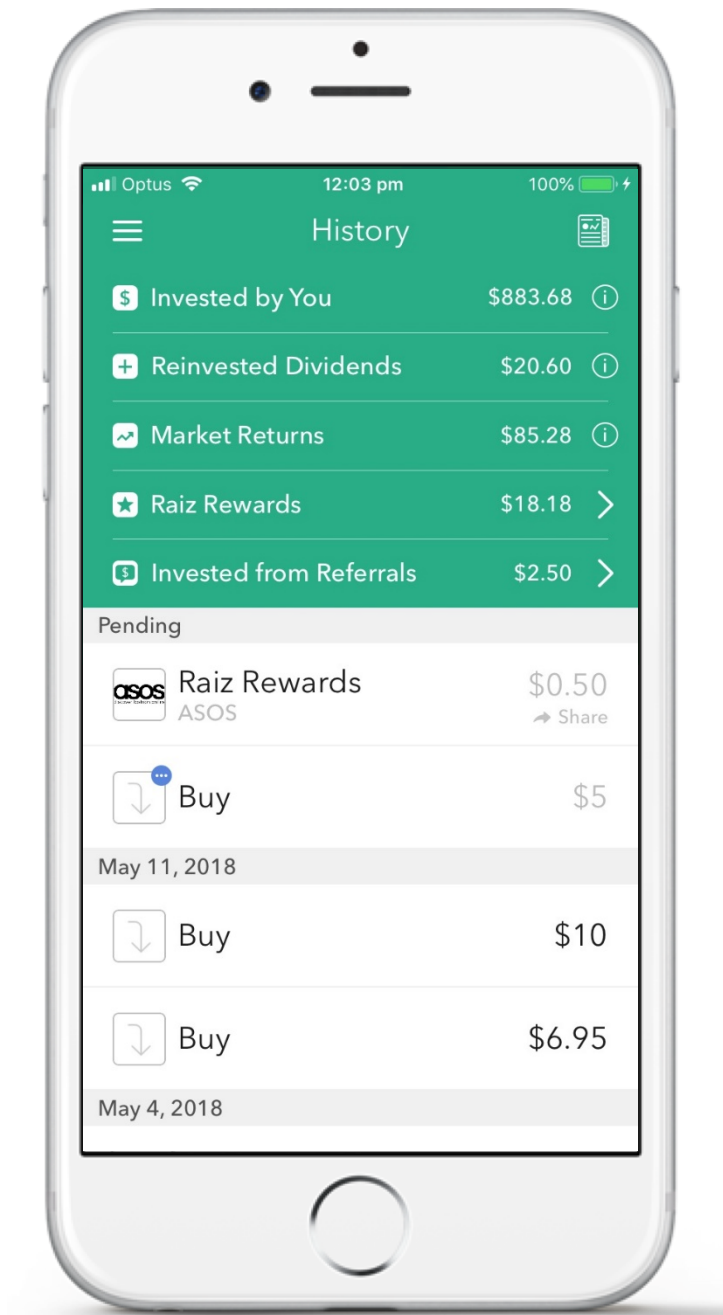 Optus 12:03 pm 100%
History
Invested by You $883.68
Reinvested Dividends $20.60
Market Returns $85.28
Raiz Rewards $18.18
Invested from Referrals $2.50
Pending
asos Raiz Rewards $0.50
ASOS Share
Buy $5
May 11, 2018
Buy $10
Buy $6.95
May 4, 2018